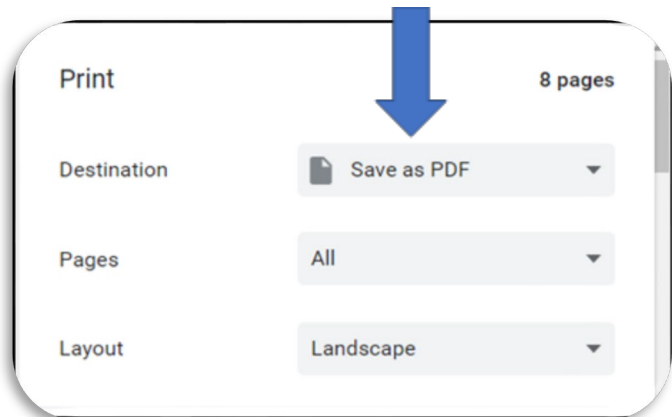 Print 8 pages
Destination Save as PDF
Pages All
Layout Landscape